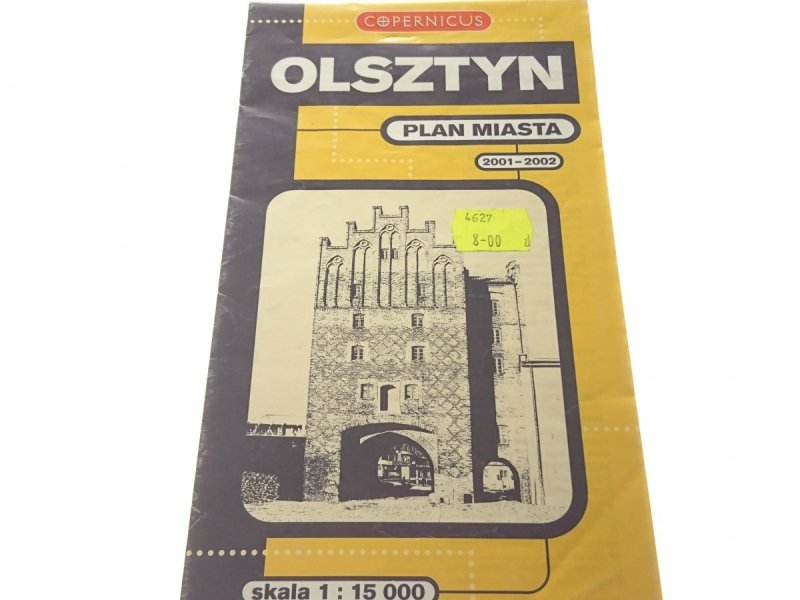 COPERNICUS
OLSZTYN
PLAN MIASTA
2001-2002
4627
8-00 zł
skala 1 : 15 000